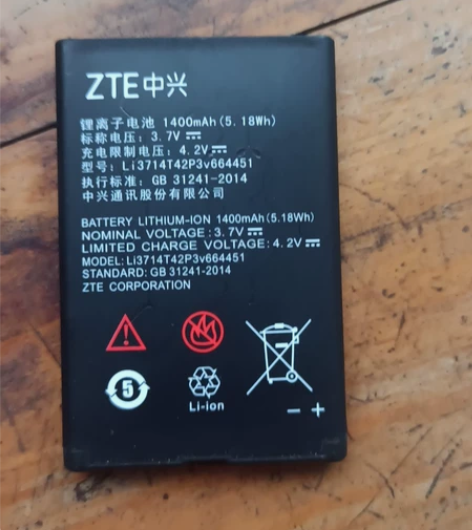 ZTE中兴
锂离子电池 1400mAh(5.18Wh)
标称电压: 3.7V⎓
充电限制电压: 4.2V⎓
型号: Li3714T42P3v664451
执行标准: GB 31241-2014
中兴通讯股份有限公司
BATTERY LITHIUM-ION 1400mAh(5.18Wh)
NOMINAL VOLTAGE: 3.7V⎓
LIMITED CHARGE VOLTAGE: 4.2V⎓
MODEL: Li3714T42P3v664451
STANDARD: GB 31241-2014
ZTE CORPORATION
5
Li-ion
− +